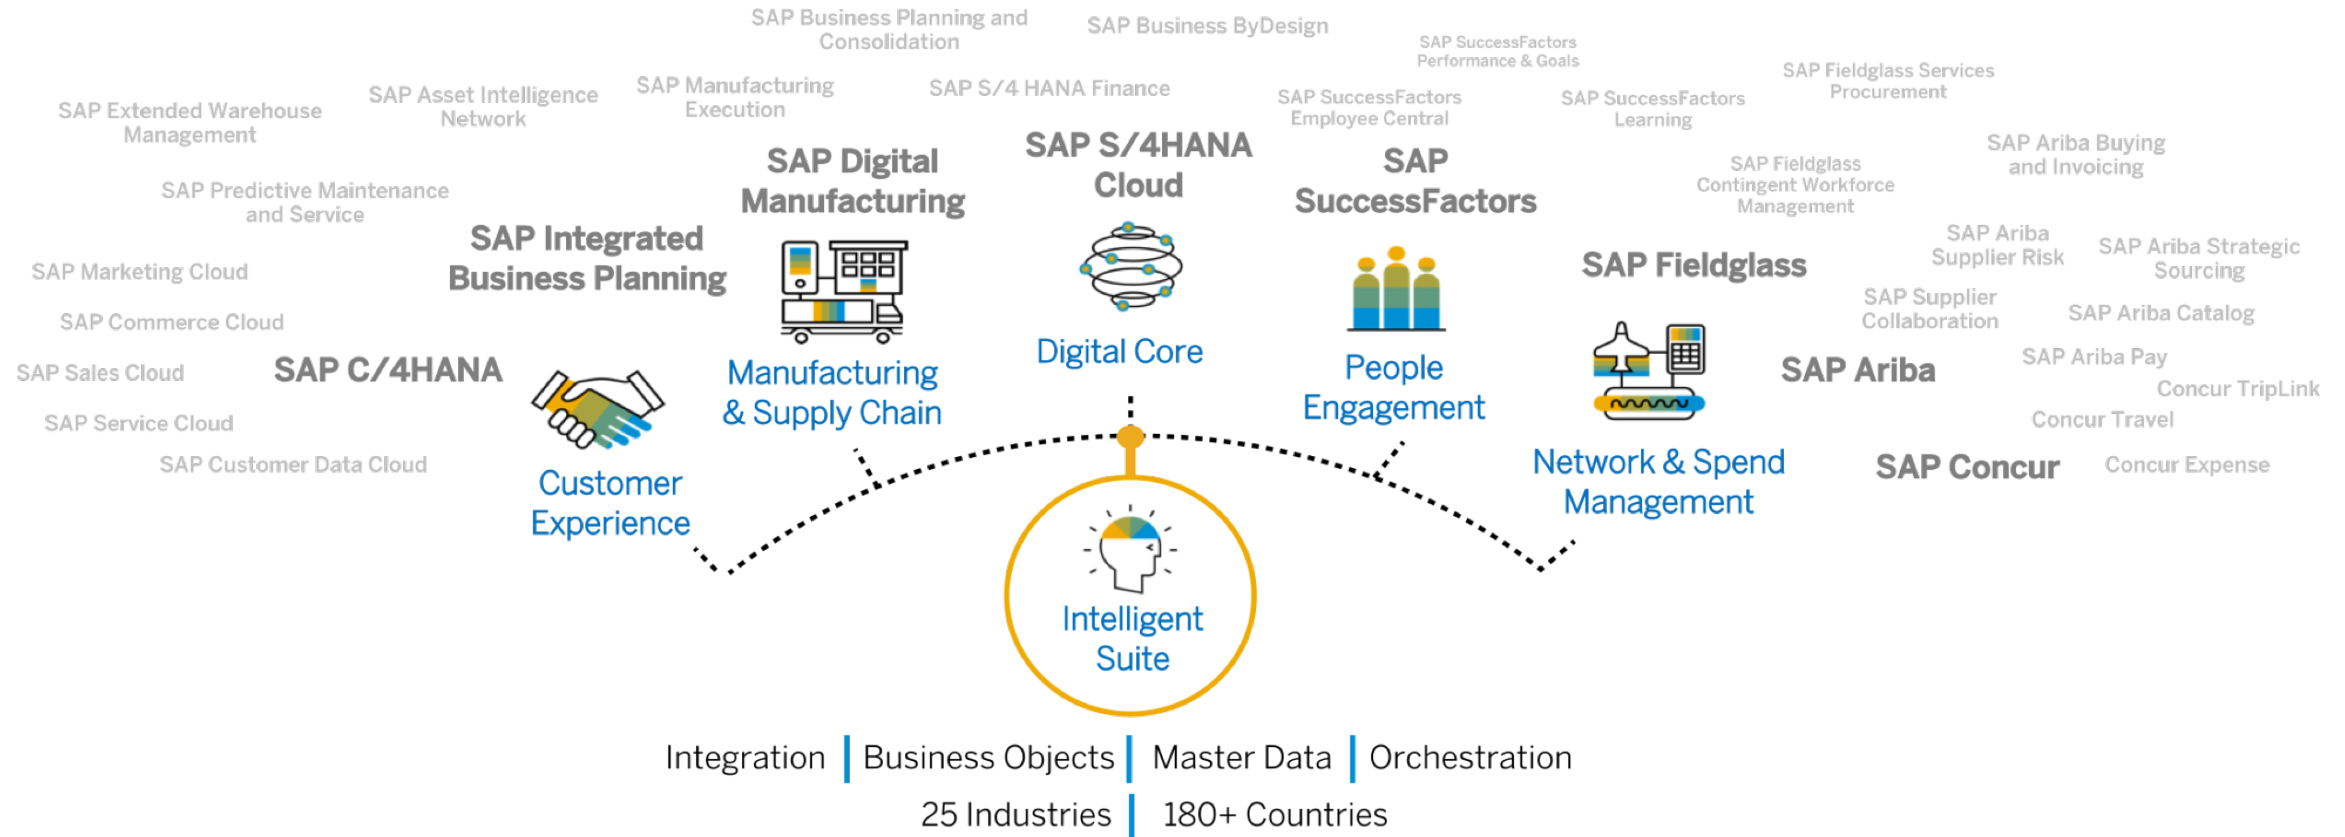 SAP Business Planning and
Consolidation
SAP Business ByDesign
SAP SuccessFactors
Performance & Goals
SAP Fieldglass Services
Procurement
SAP Extended Warehouse
Management
SAP Asset Intelligence
Network
SAP Manufacturing
Execution
SAP S/4 HANA Finance
SAP SuccessFactors
Employee Central
SAP SuccessFactors
Learning
SAP Ariba Buying
and Invoicing
SAP Predictive Maintenance
and Service
SAP Digital
Manufacturing
SAP S/4HANA
Cloud
SAP
SuccessFactors
SAP Fieldglass
Contingent Workforce
Management
SAP Integrated
Business Planning
SAP Fieldglass
SAP Ariba
Supplier Risk
SAP Ariba Strategic
Sourcing
SAP Marketing Cloud
SAP Commerce Cloud
SAP Supplier
Collaboration
SAP Ariba Catalog
SAP Sales Cloud
SAP C/4HANA
Manufacturing
& Supply Chain
Digital Core
People
Engagement
SAP Ariba
SAP Ariba Pay
Concur TripLink
SAP Service Cloud
Concur Travel
SAP Customer Data Cloud
Customer
Experience
Network & Spend
Management
SAP Concur
Concur Expense
Intelligent
Suite
Integration
Business Objects
Master Data
Orchestration
25 Industries
180+ Countries